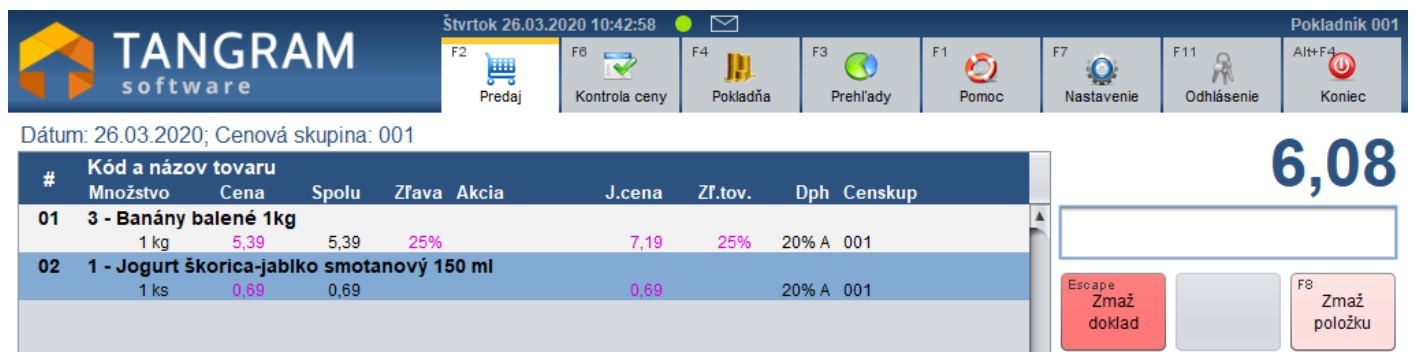 TANGRAM
software
Štvrtok 26.03.2020 10:42:58
Pokladník 001
F2
Predaj
F6
Kontrola ceny
F4
Pokladňa
F3
Prehľady
F1
Pomoc
F7
Nastavenie
F11
Odhlásenie
Alt+F4
Koniec
Dátum: 26.03.2020; Cenová skupina: 001
6,08
# Kód a názov tovaru
Množstvo Cena Spolu Zľava Akcia J.cena Zľ.tov. Dph Censkup
01 3 - Banány balené 1kg
1 kg 5,39 5,39 25% 7,19 25% 20% A 001
02 1 - Jogurt škorica-jablko smotanový 150 ml
1 ks 0,69 0,69 0,69 20% A 001
Escape
Zmaž
doklad
F8
Zmaž
položku